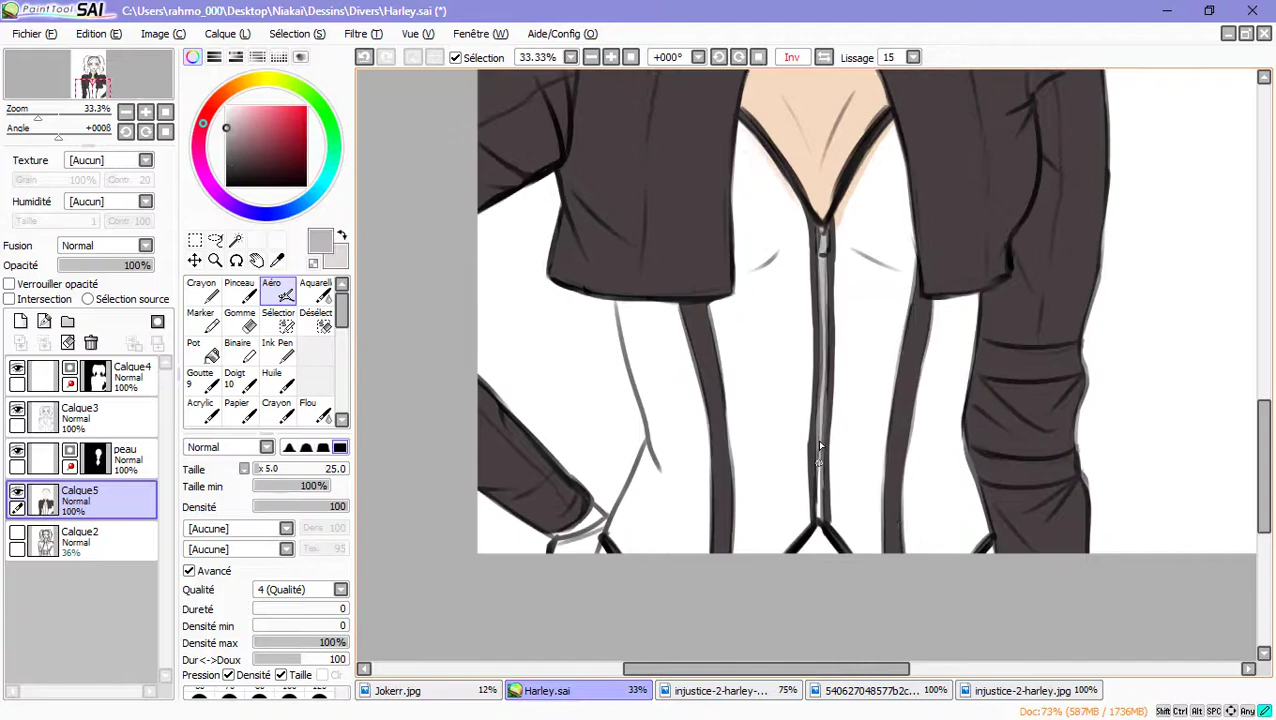 PaintTool SAI C:\Users\rahmo_000\Desktop\Niakai\Dessins\Divers\Harley.sai (*)
Fichier (F) Edition (E) Image (C) Calque (L) Sélection (S) Filtre (T) Vue (V) Fenêtre (W) Aide/Config (O)
Sélection 33.33% +000° Inv Lissage 15
Zoom 33.3%
Angle +000ß
Texture [Aucun]
Grain 100% Contr 20
Humidité [Aucun]
Taille 1 Contr 100
Fusion Normal
Opacité 100%
Verrouiller opacité
Intersection Sélection source
Calque4
Normal
100%
Calque3
Normal
100%
peau
Normal
100%
Calque5
Normal
100%
Calque2
Normal
36%
Crayon Pinceau Aéro Aquarell
Marker Gomme Sélection Désélect
Pot Binaire Ink Pen
Goutte Doigt Huile
9 10
Acrylic Papier Crayon Flou
Normal
Taille x 5.0 25.0
Taille min 100%
Densité 100
[Aucune]
[Aucune] 95
Avancé
Qualité 4 (Qualité)
Dureté 0
Densité min 0
Densité max 100%
Dur<->Doux 100
Pression Densité Taille
Jokerr.jpg 12% Harley.sai 33% injustice-2-harley-... 75% 540627048577b2c... 100% injustice-2-harley.jpg 100%
Doc:73% (587MB / 1736MB) Shift Ctrl Alt SPC Any